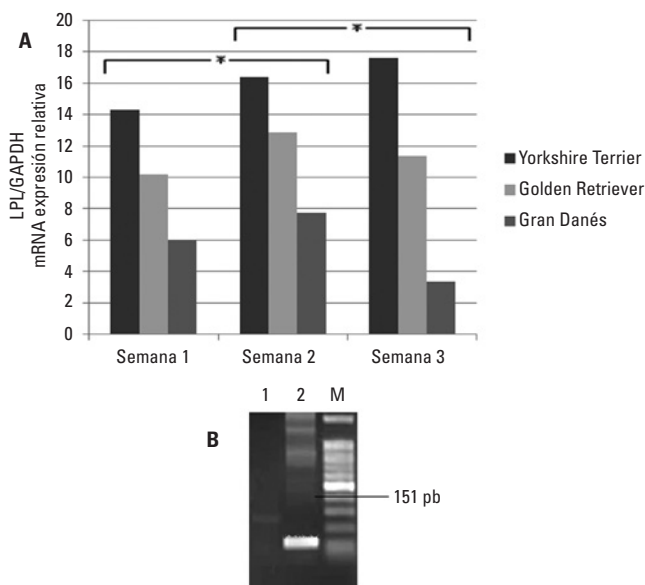 A
LPL/GAPDH
mRNA expresión relativa
20
18
16
14
12
10
8
6
4
2
0
*
*
Semana 1
Semana 2
Semana 3
Yorkshire Terrier
Golden Retriever
Gran Danés
B
1 2 M
151 pb